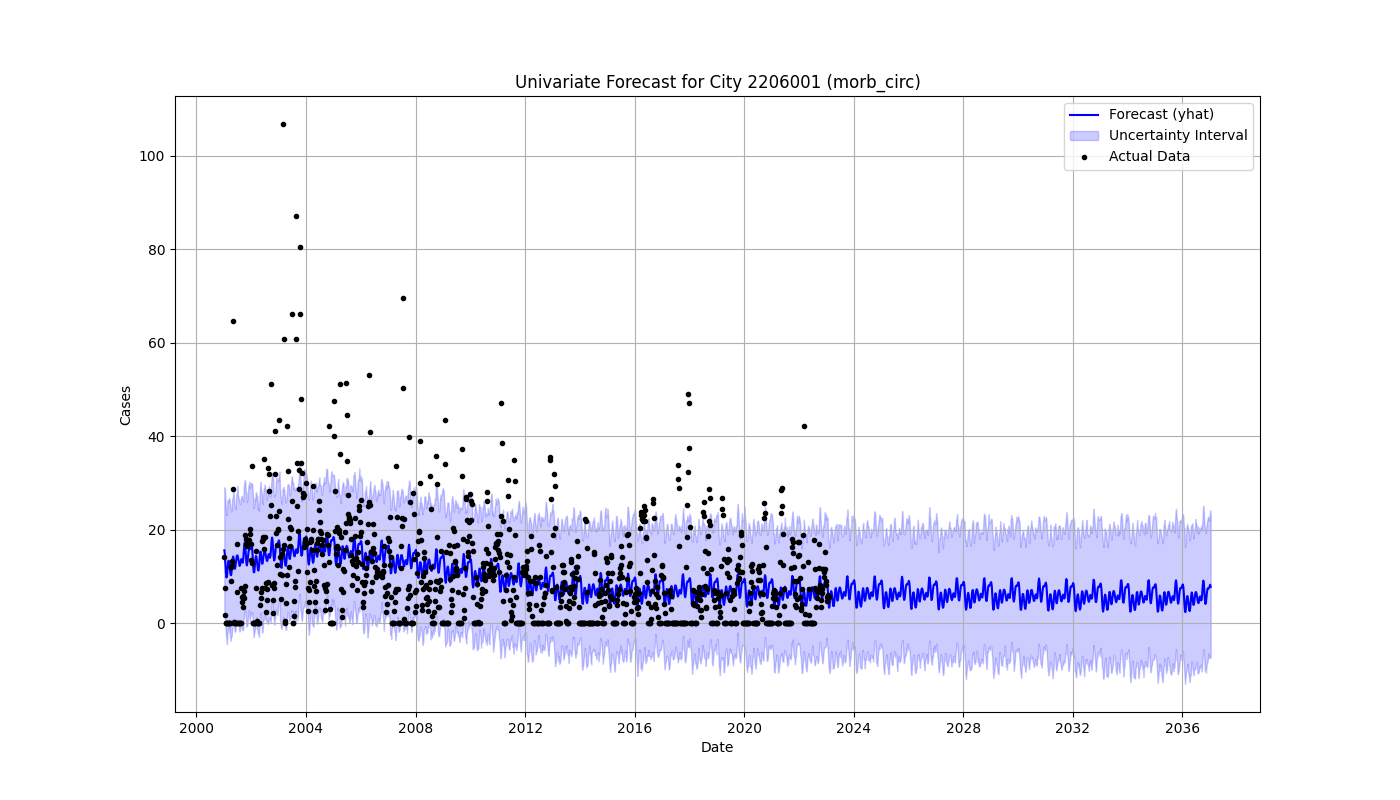 Univariate Forecast for City 2206001 (morb_circ)
Forecast (yhat)
Uncertainty Interval
Actual Data
Cases
100
80
60
40
20
0
2000 2004 2008 2012 2016 2020 2024 2028 2032 2036
Date